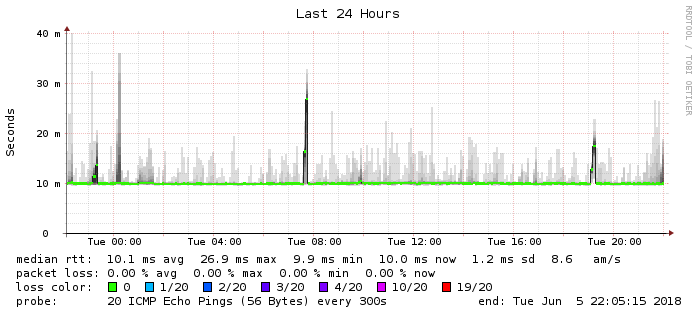 Last 24 Hours
RRDTOOL / TOBI OETIKER
Seconds
40 m
30 m
20 m
10 m
0
Tue 00:00 Tue 04:00 Tue 08:00 Tue 12:00 Tue 16:00 Tue 20:00
median rtt: 10.1 ms avg 26.9 ms max 9.9 ms min 10.0 ms now 1.2 ms sd 8.6 am/s
packet loss: 0.00 % avg 0.00 % max 0.00 % min 0.00 % now
loss color: 0 1/20 2/20 3/20 4/20 10/20 19/20
probe: 20 ICMP Echo Pings (56 Bytes) every 300s end: Tue Jun 5 22:05:15 2018